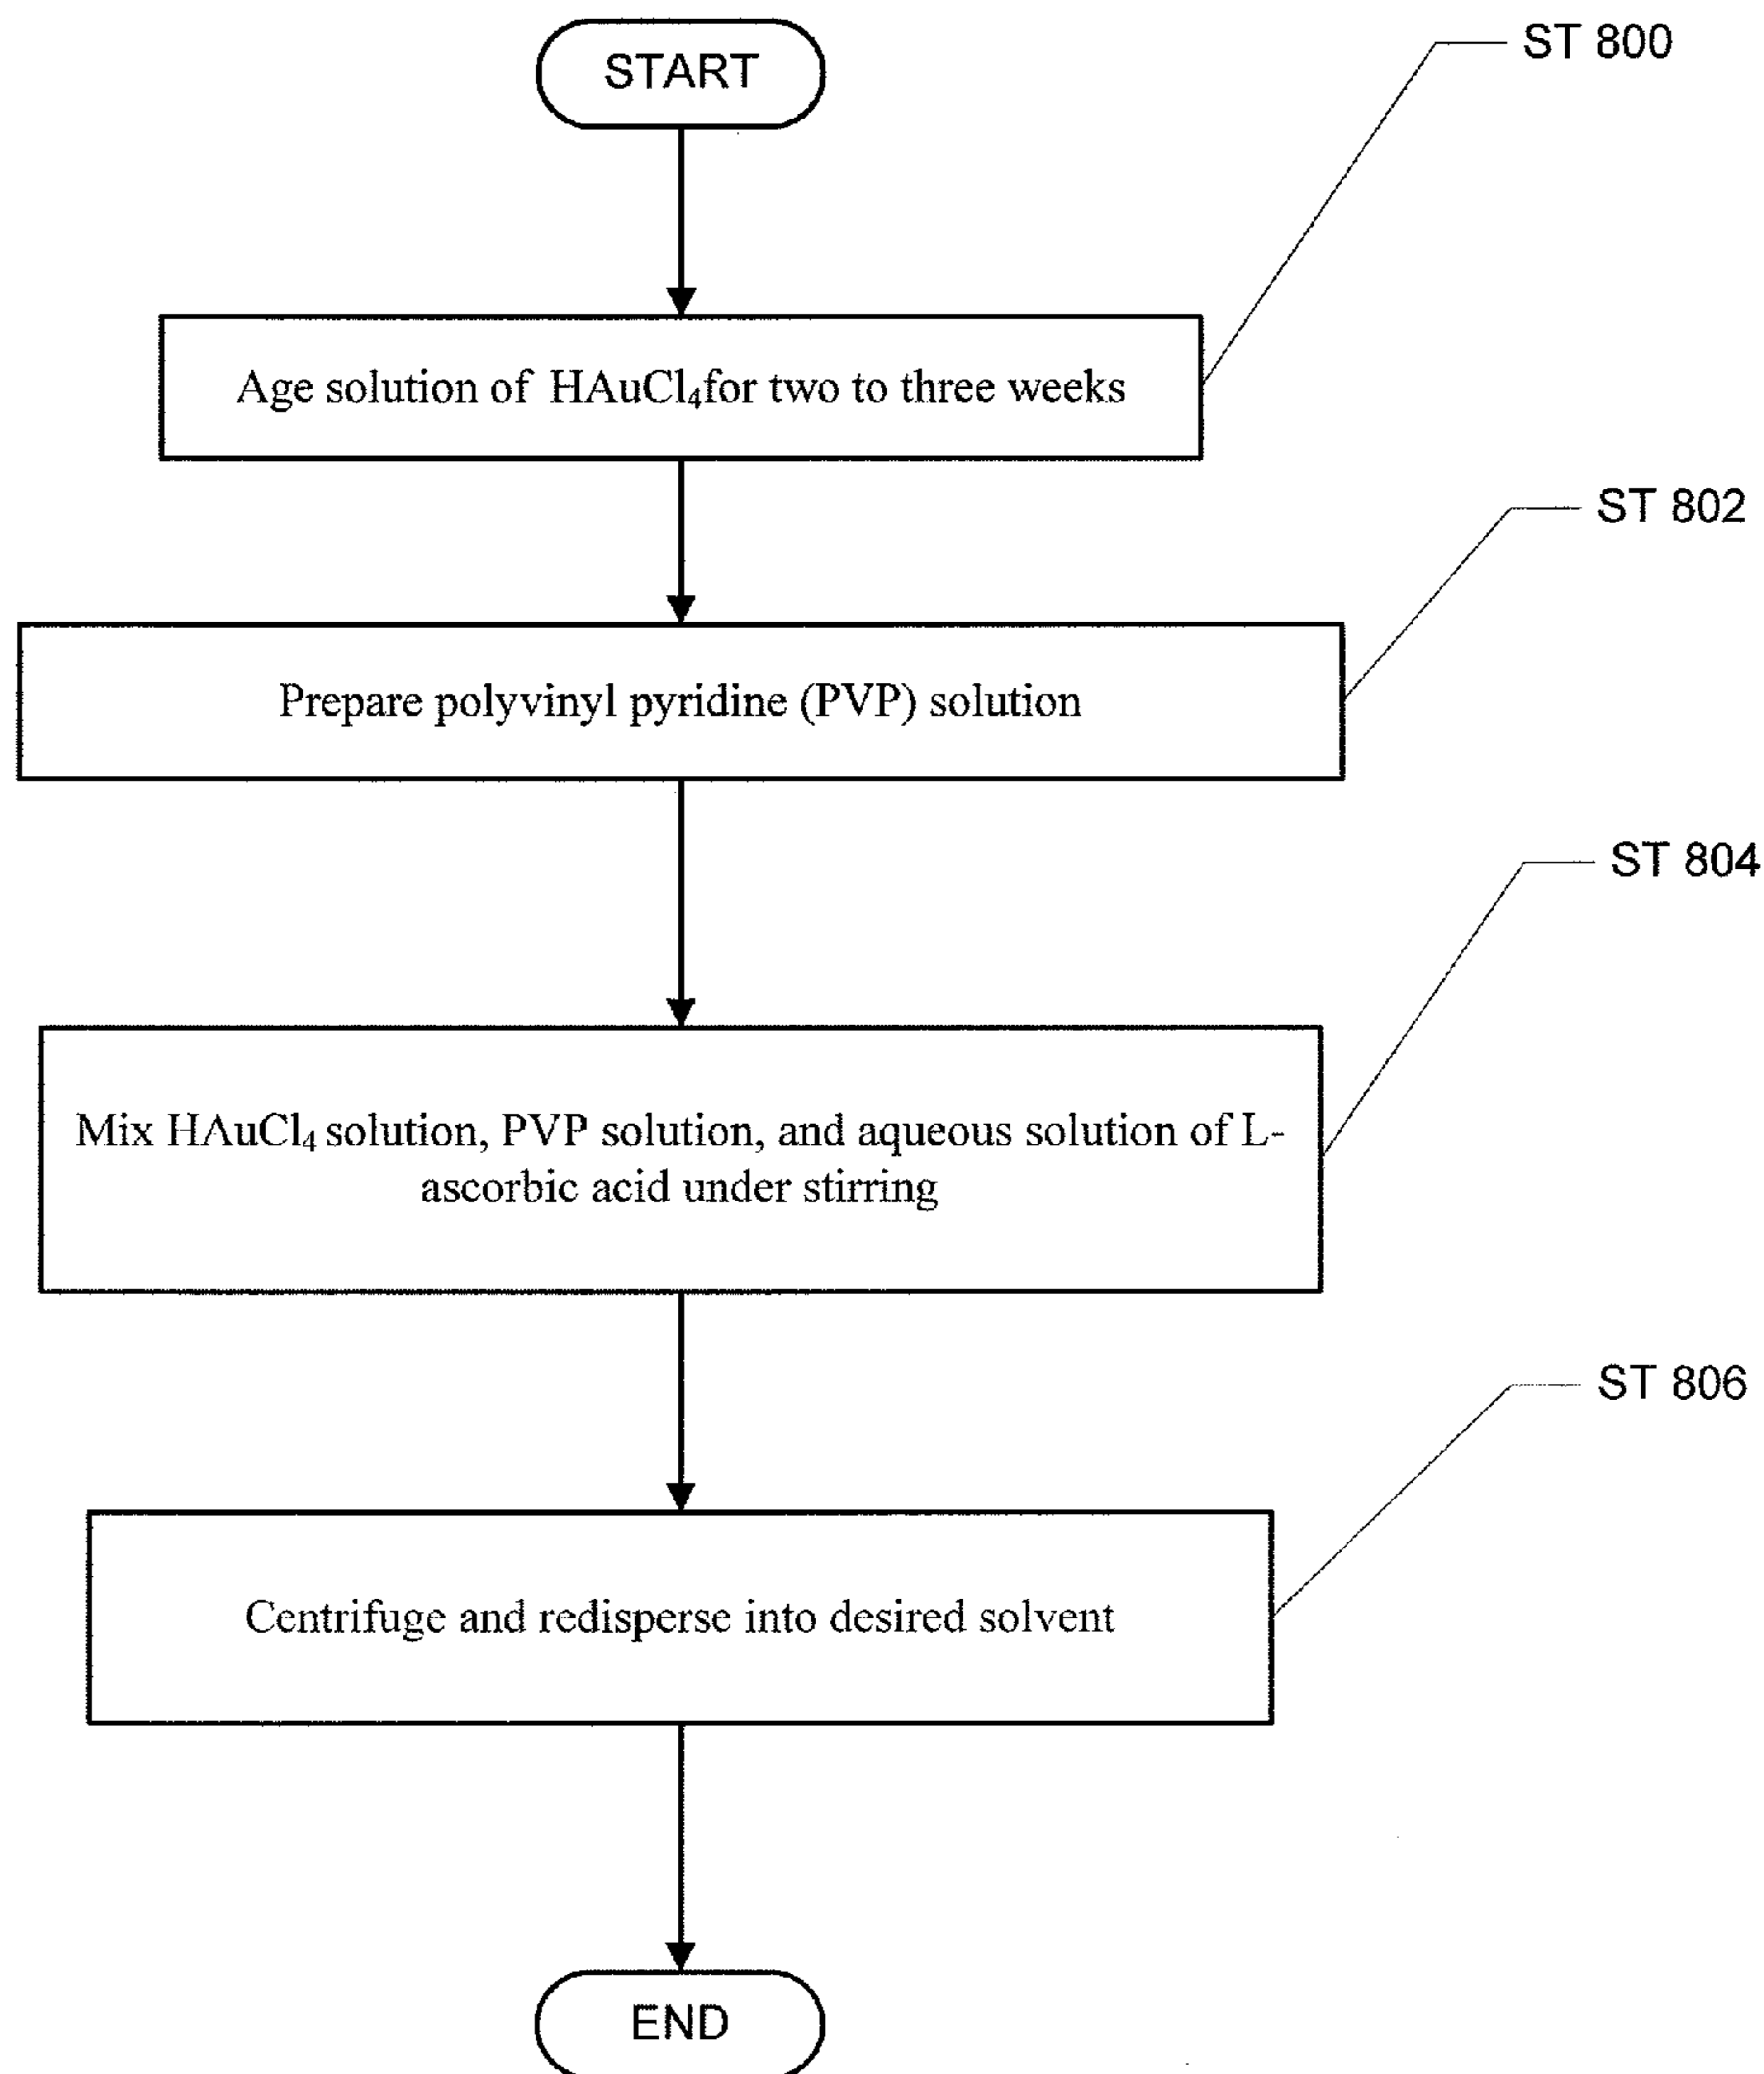 START
ST 800
Age solution of HAuCl₄for two to three weeks
ST 802
Prepare polyvinyl pyridine (PVP) solution
ST 804
Mix HAuCl₄ solution, PVP solution, and aqueous solution of L-
ascorbic acid under stirring
ST 806
Centrifuge and redisperse into desired solvent
END